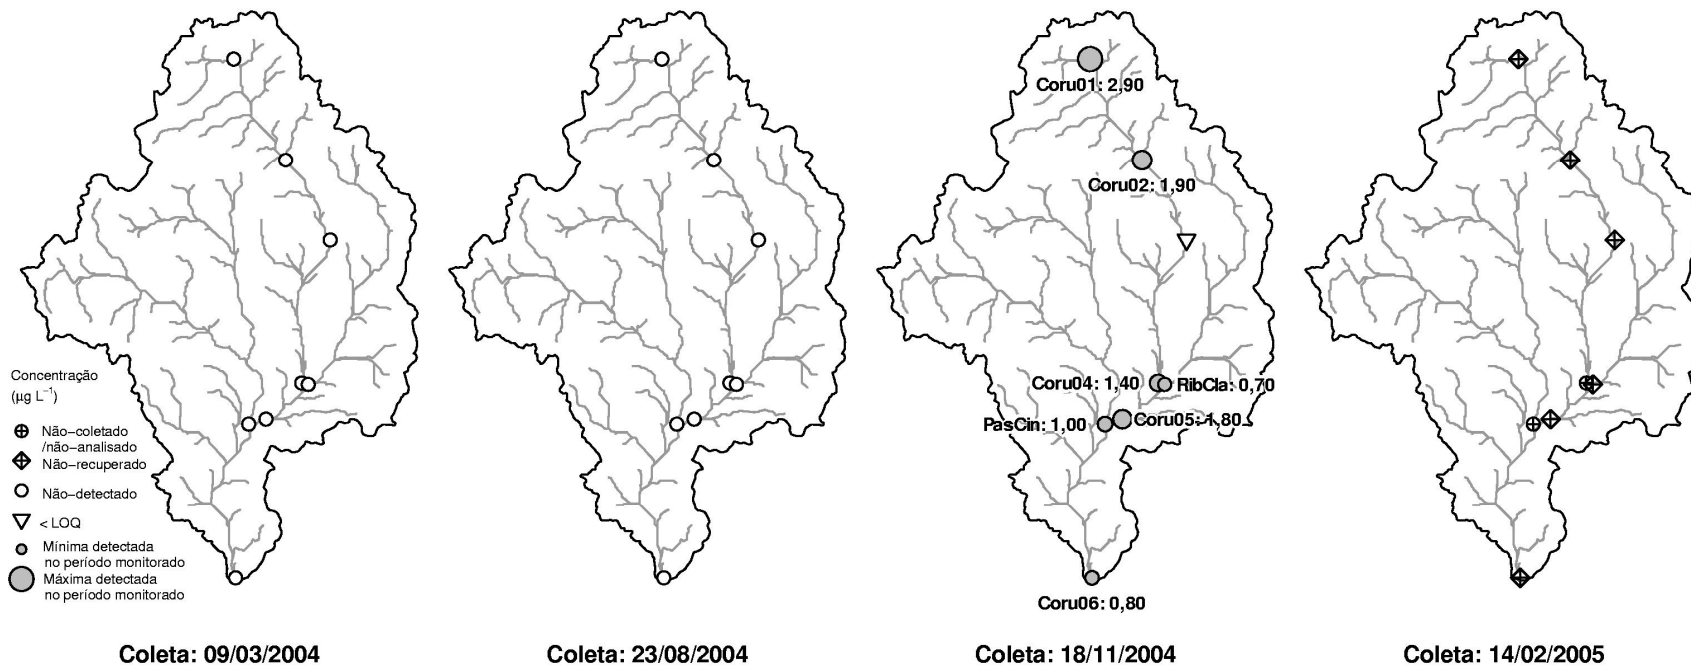 Coru01: 2,90
Coru02: 1,90
Coru04: 1,40
RibCla: 0,70
PasCin: 1,00
Coru05: 1,80
Coru06: 0,80
Concentração
(µg L⁻¹)
Não−coletado
/não−analisado
Não−recuperado
Não−detectado
< LOQ
Mínima detectada
no período monitorado
Máxima detectada
no período monitorado
Coleta: 09/03/2004
Coleta: 23/08/2004
Coleta: 18/11/2004
Coleta: 14/02/2005